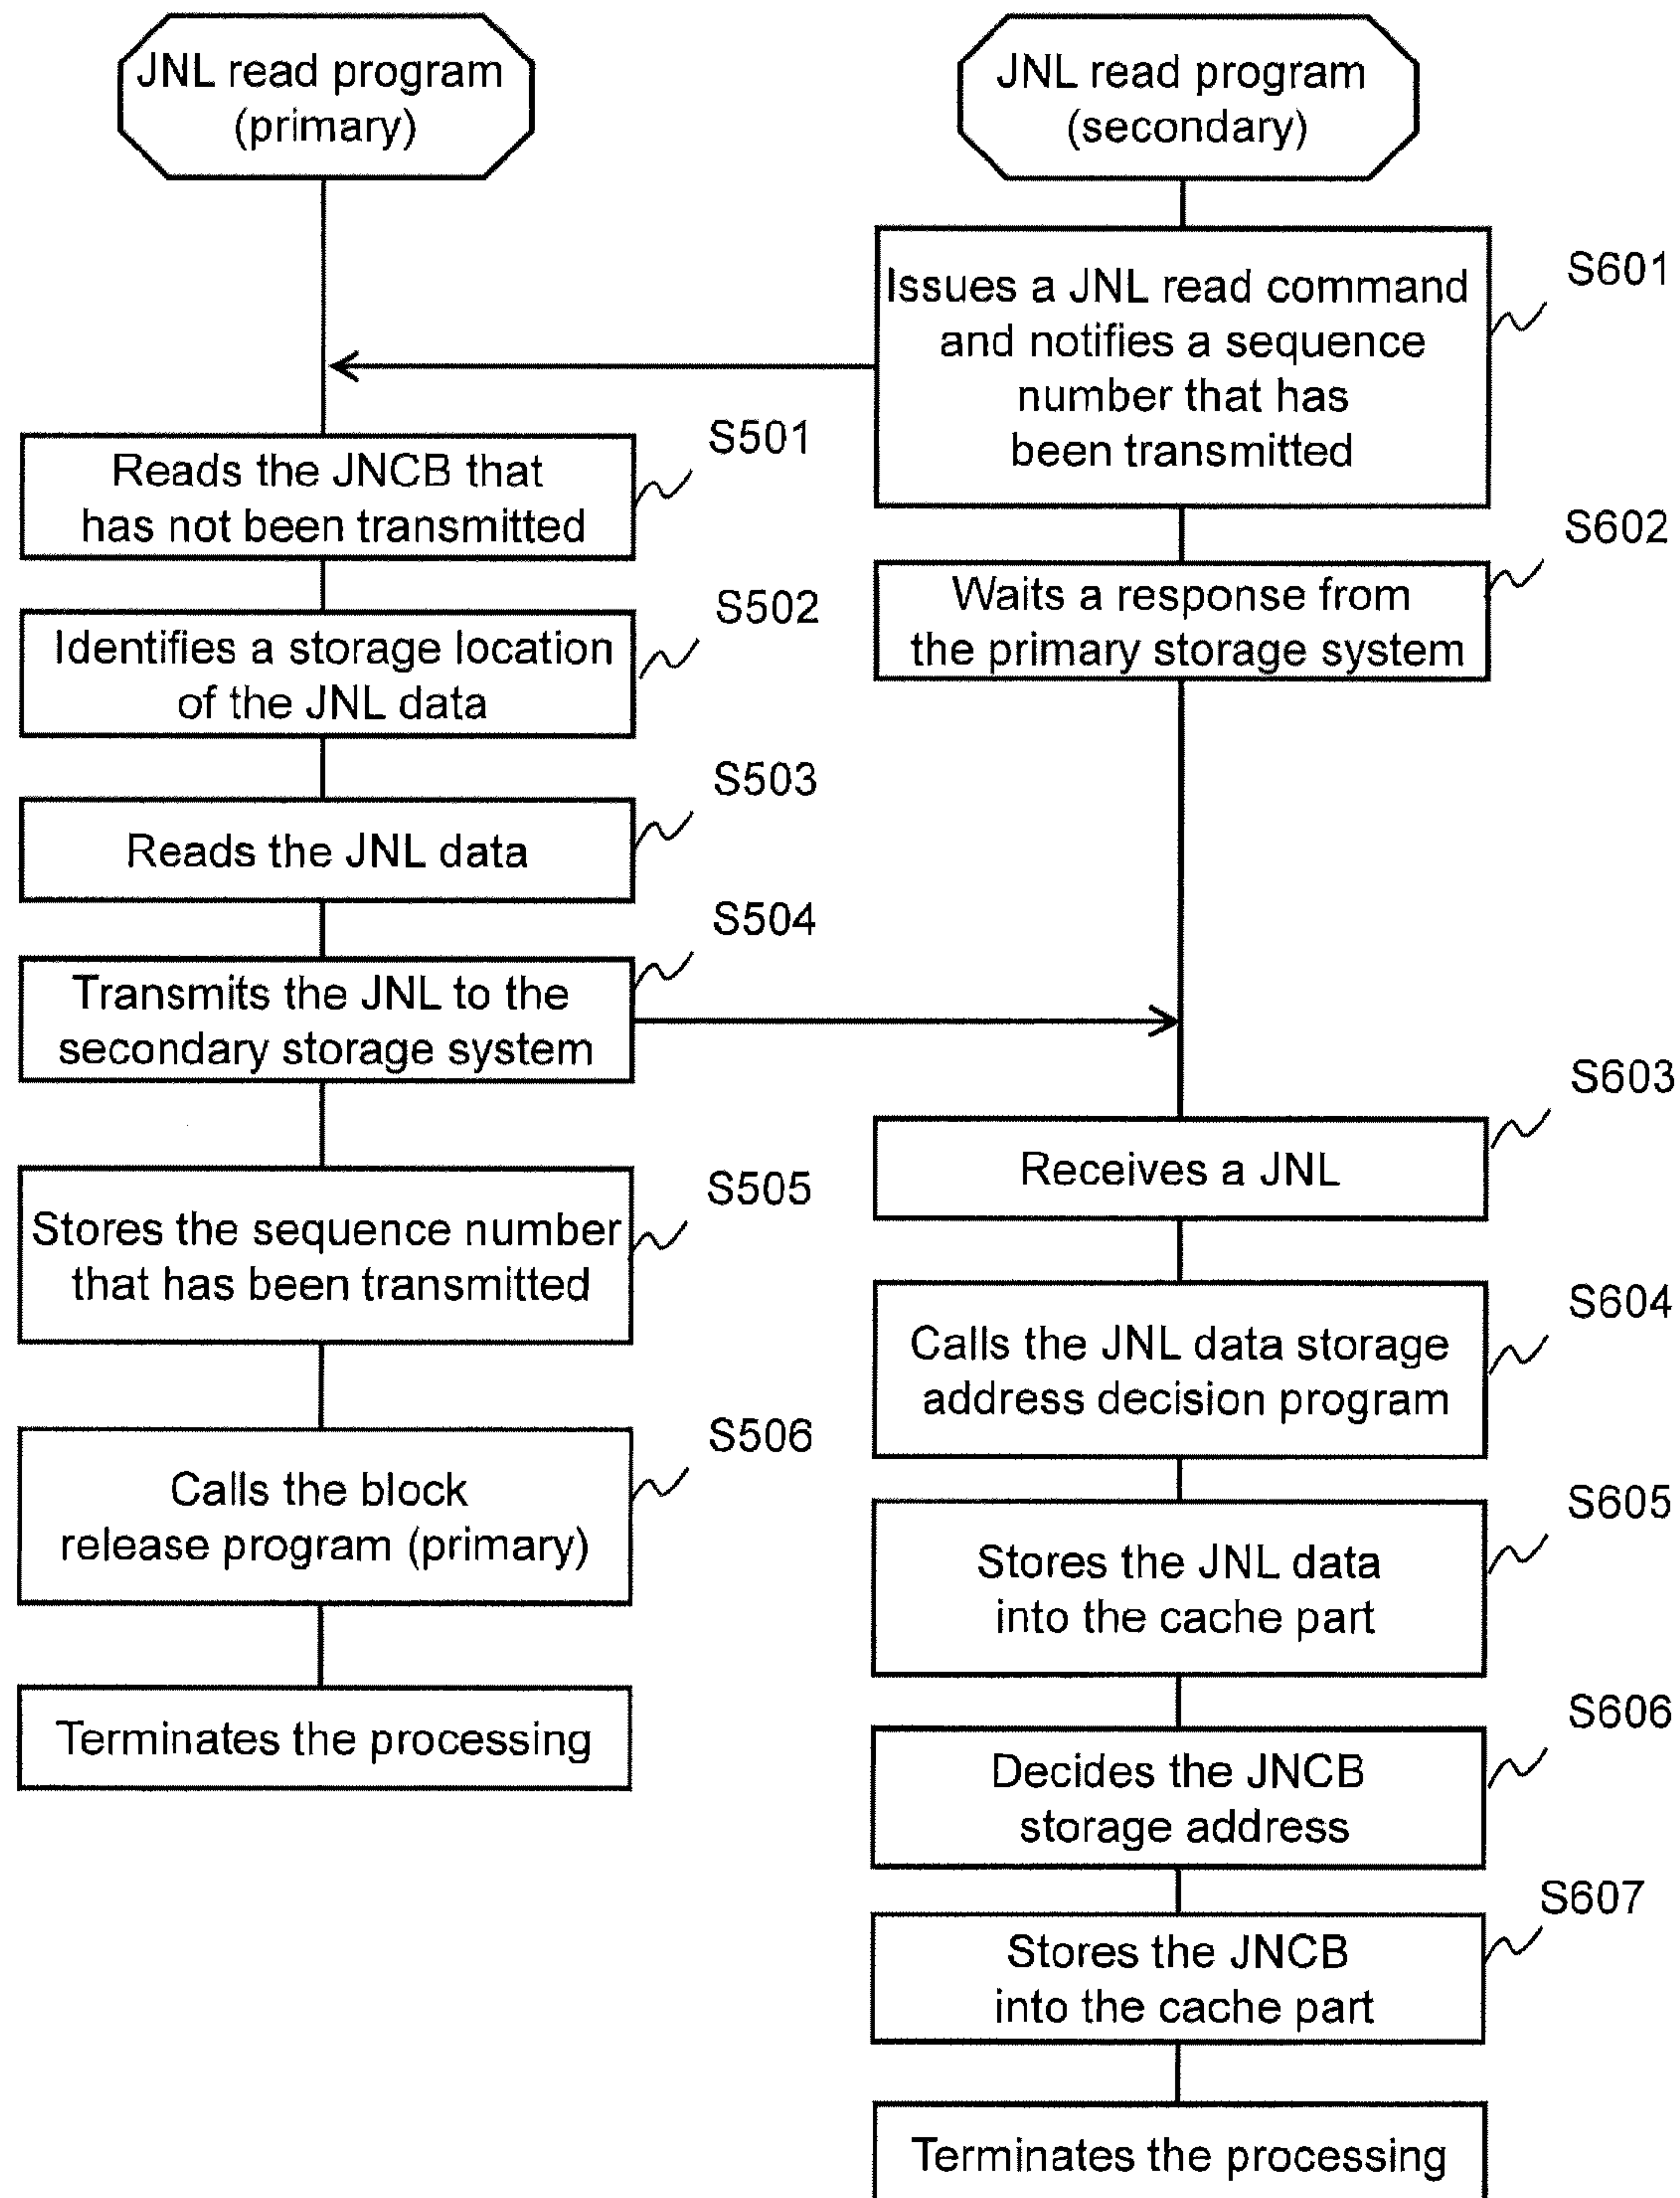 JNL read program
(primary)
S501
Reads the JNCB that
has not been transmitted
S502
Identifies a storage location
of the JNL data
S503
Reads the JNL data
S504
Transmits the JNL to the
secondary storage system
S505
Stores the sequence number
that has been transmitted
S506
Calls the block
release program (primary)
Terminates the processing
JNL read program
(secondary)
S601
Issues a JNL read command
and notifies a sequence
number that has
been transmitted
S602
Waits a response from
the primary storage system
S603
Receives a JNL
S604
Calls the JNL data storage
address decision program
S605
Stores the JNL data
into the cache part
S606
Decides the JNCB
storage address
S607
Stores the JNCB
into the cache part
Terminates the processing